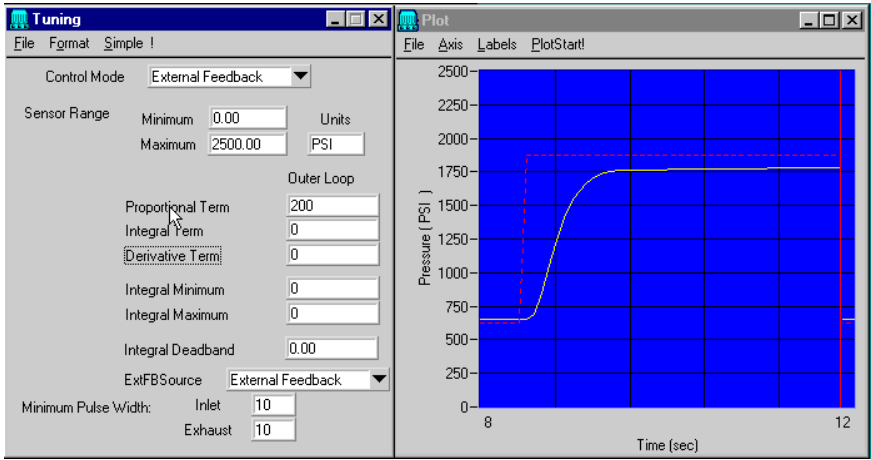 Tuning
File Format Simple !
Control Mode External Feedback
Sensor Range
Minimum 0.00 Units
Maximum 2500.00 PSI
Outer Loop
Proportional Term 200
Integral Term 0
Derivative Term 0
Integral Minimum 0
Integral Maximum 0
Integral Deadband 0.00
ExtFBSource External Feedback
Minimum Pulse Width: Inlet 10
Exhaust 10
Plot
File Axis Labels PlotStart!
2500
2250
2000
1750
1500
1250
1000
750
500
250
0
Pressure ( PSI )
8 12
Time (sec)